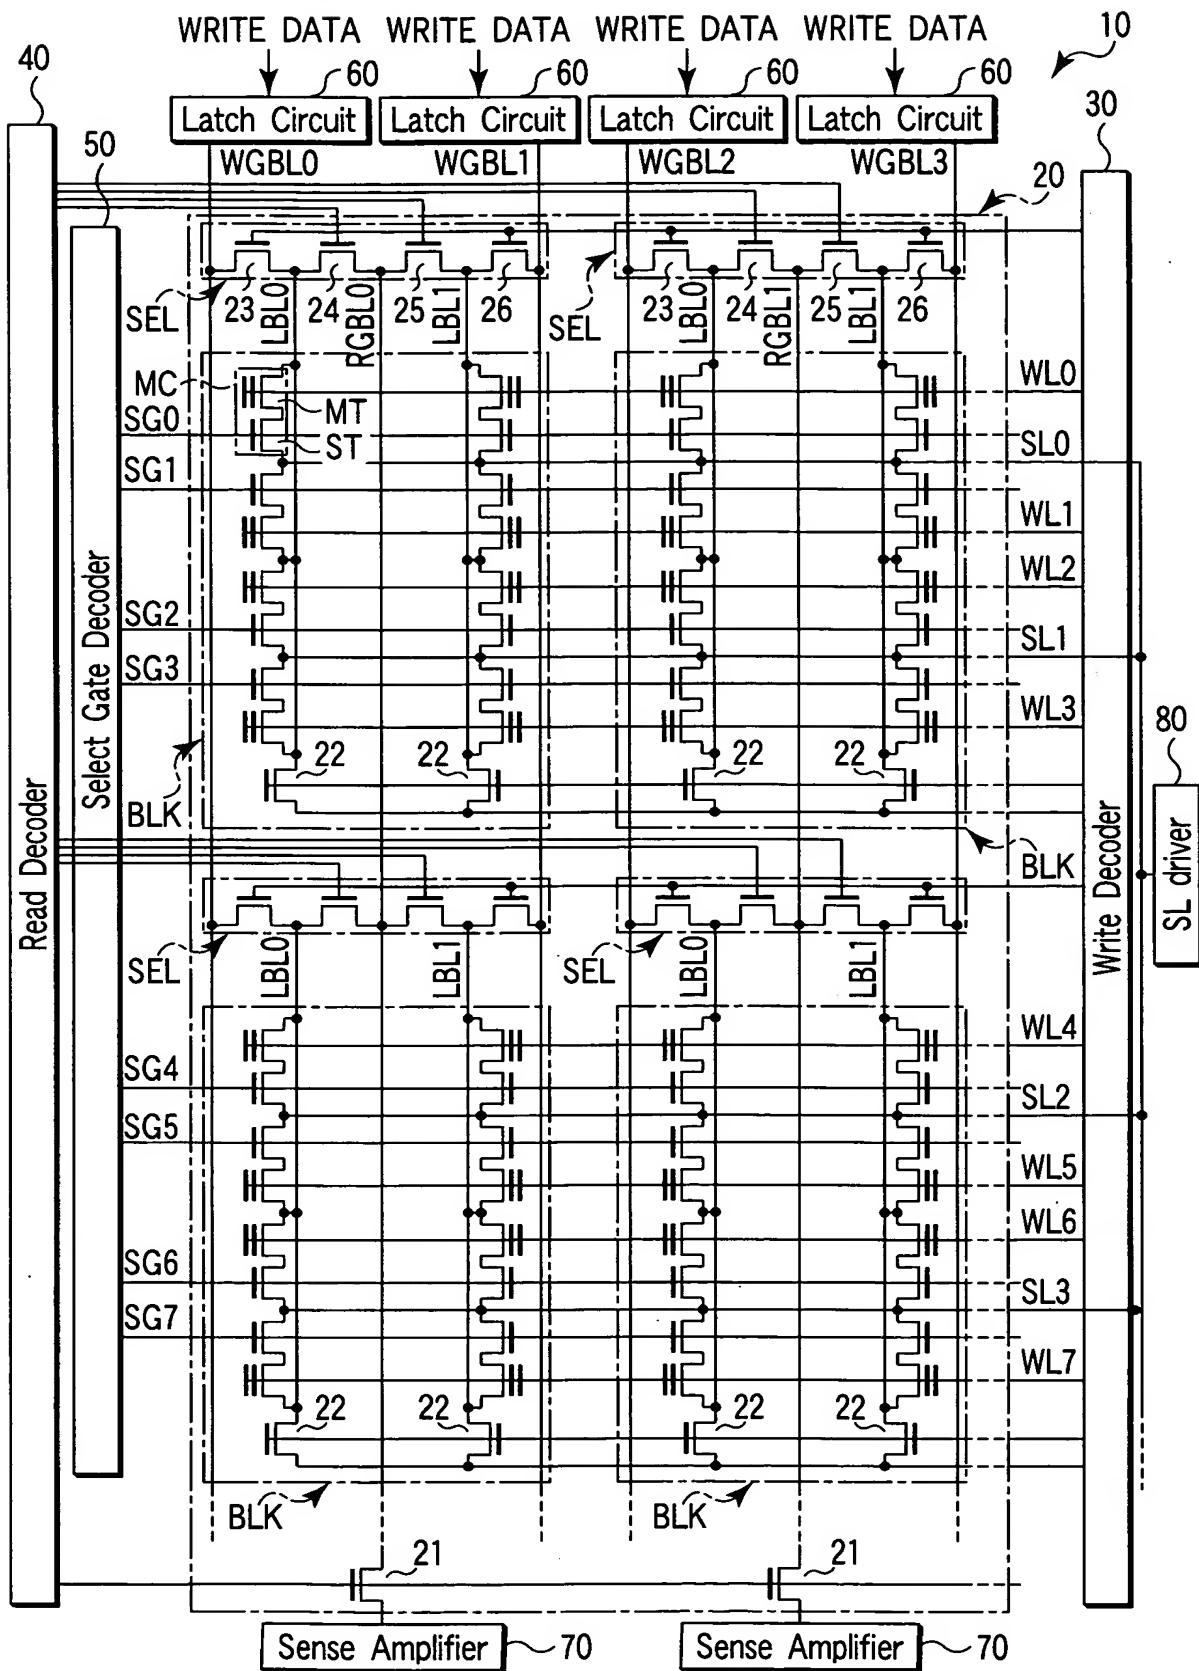 WRITE DATA WRITE DATA WRITE DATA WRITE DATA
10
40 60 60 60 60
Latch Circuit Latch Circuit Latch Circuit Latch Circuit
30
50 WGBL0 WGBL1 WGBL2 WGBL3
20
23 24 25 26 23 24 25 26
SEL LBL0 RGBL0 LBL1 SEL LBL0 RGBL1 LBL1
MC WL0
MT
SG0 ST SL0
SG1
WL1
WL2
SG2 SL1
SG3
WL3
22 22 22 22 80
BLK
BLK
Read Decoder
Select Gate Decoder
Write Decoder
SL driver
SEL LBL0 LBL1 SEL LBL0 LBL1
WL4
SG4 SL2
SG5
WL5
WL6
SG6 SL3
SG7
WL7
22 22 22 22
BLK BLK
21 21
Sense Amplifier 70 Sense Amplifier 70